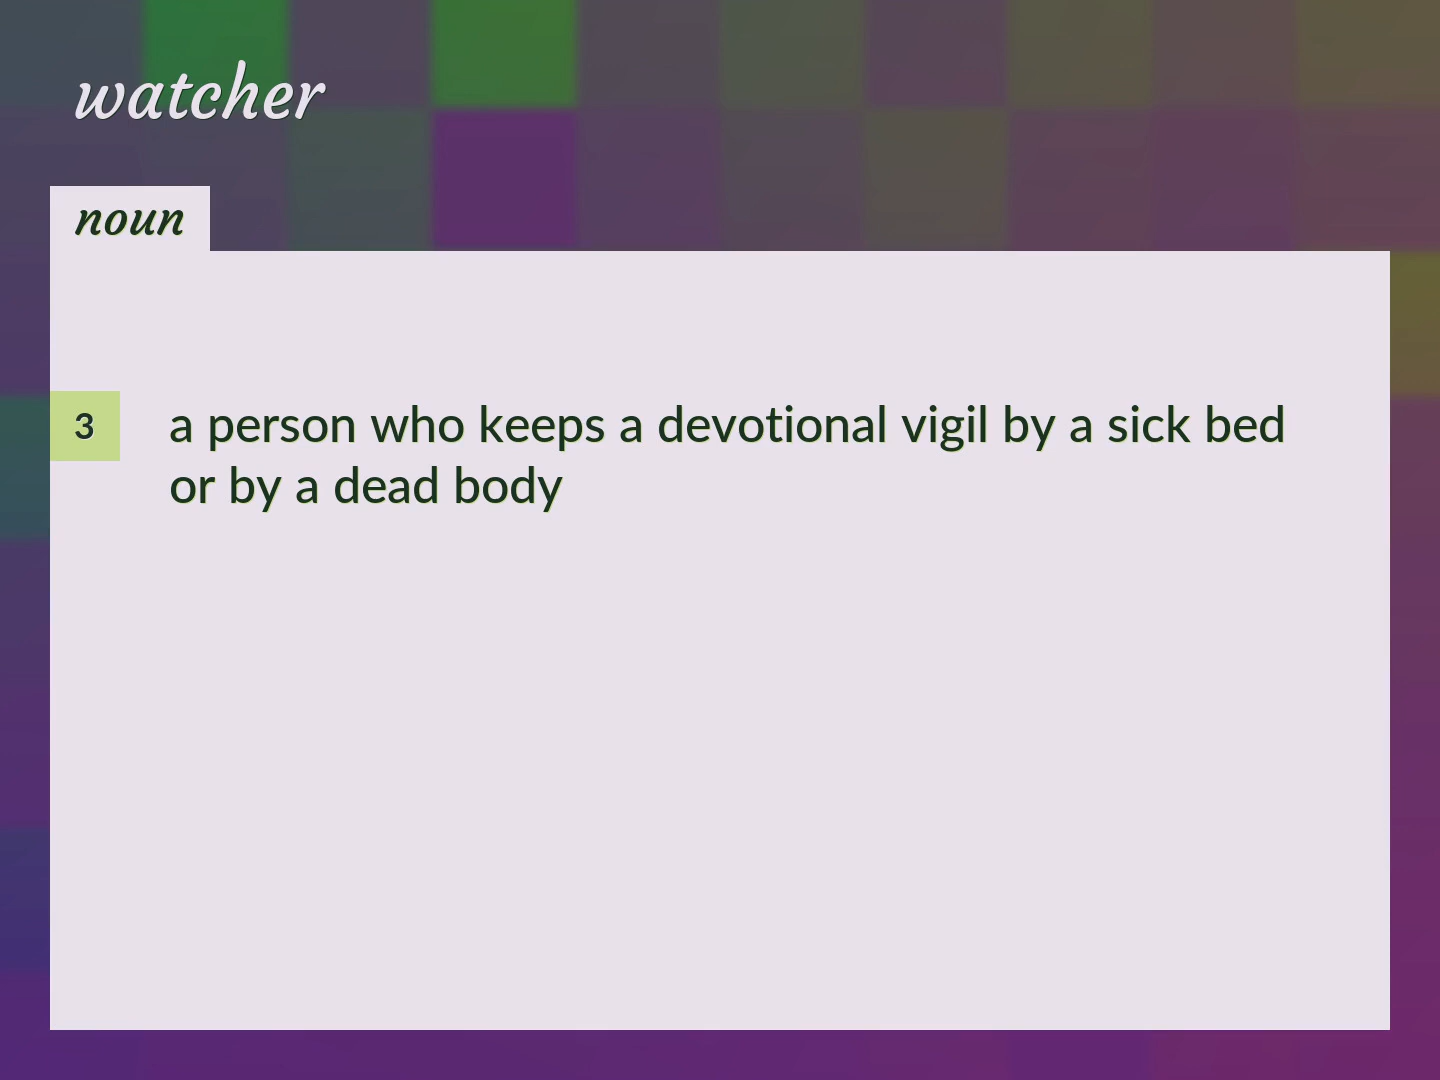 watcher
noun
3 a person who keeps a devotional vigil by a sick bed
or by a dead body